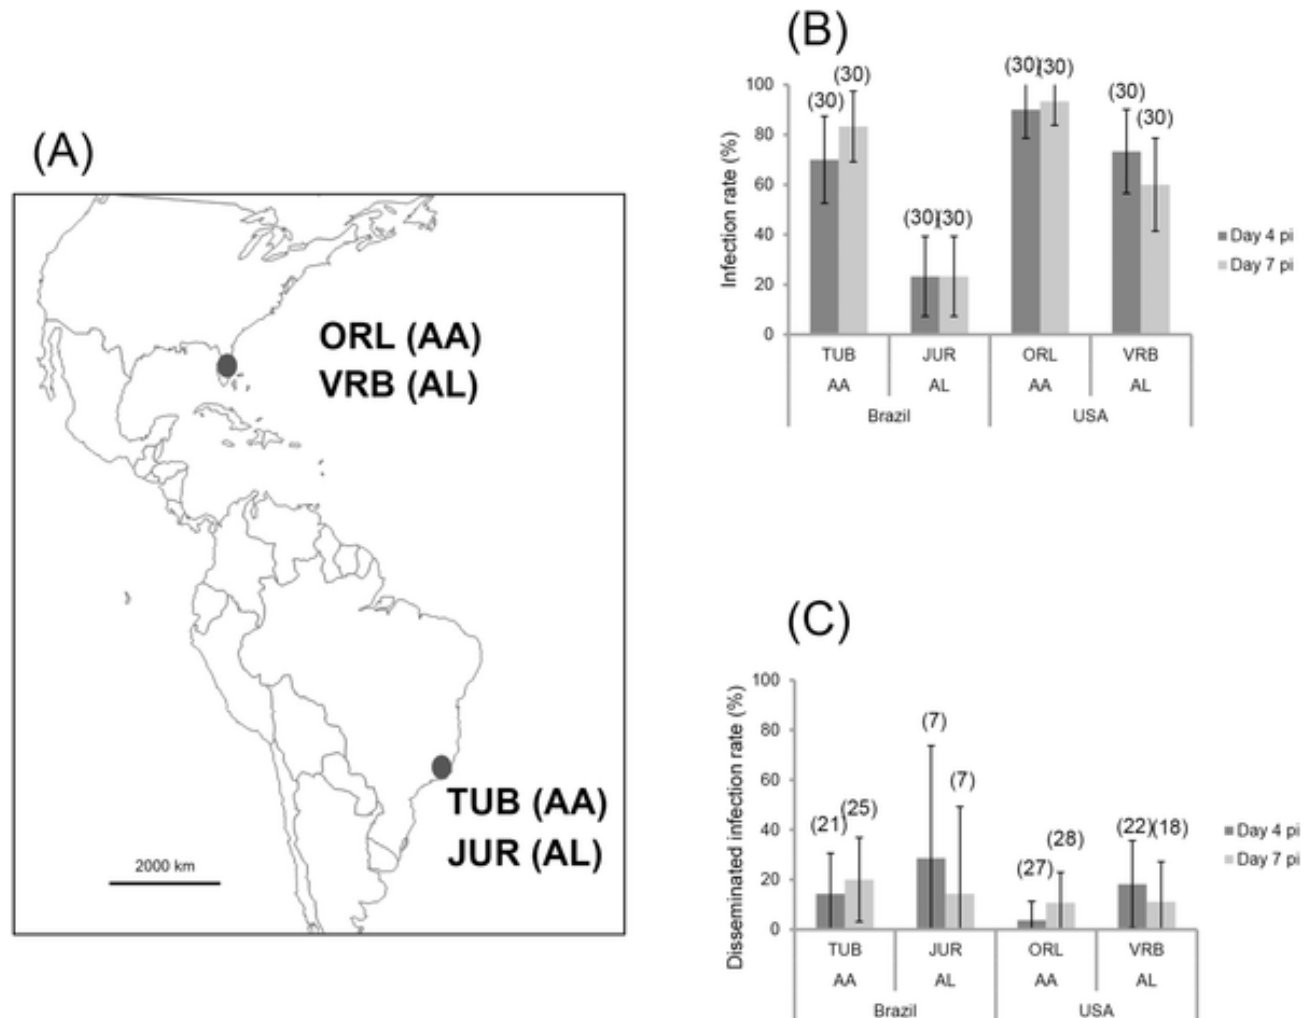 (A)
ORL (AA)
VRB (AL)
TUB (AA)
JUR (AL)
2000 km
(B)
Infection rate (%)
100
80
60
40
20
0
(30)
(30)
(30)
(30)
(30)
(30)
(30)
(30)
TUB JUR ORL VRB
AA AL AA AL
Brazil USA
Day 4 pi
Day 7 pi
(C)
Disseminated infection rate (%)
100
80
60
40
20
0
(21)
(25)
(7)
(7)
(27)
(28)
(22)
(18)
TUB JUR ORL VRB
AA AL AA AL
Brazil USA
Day 4 pi
Day 7 pi